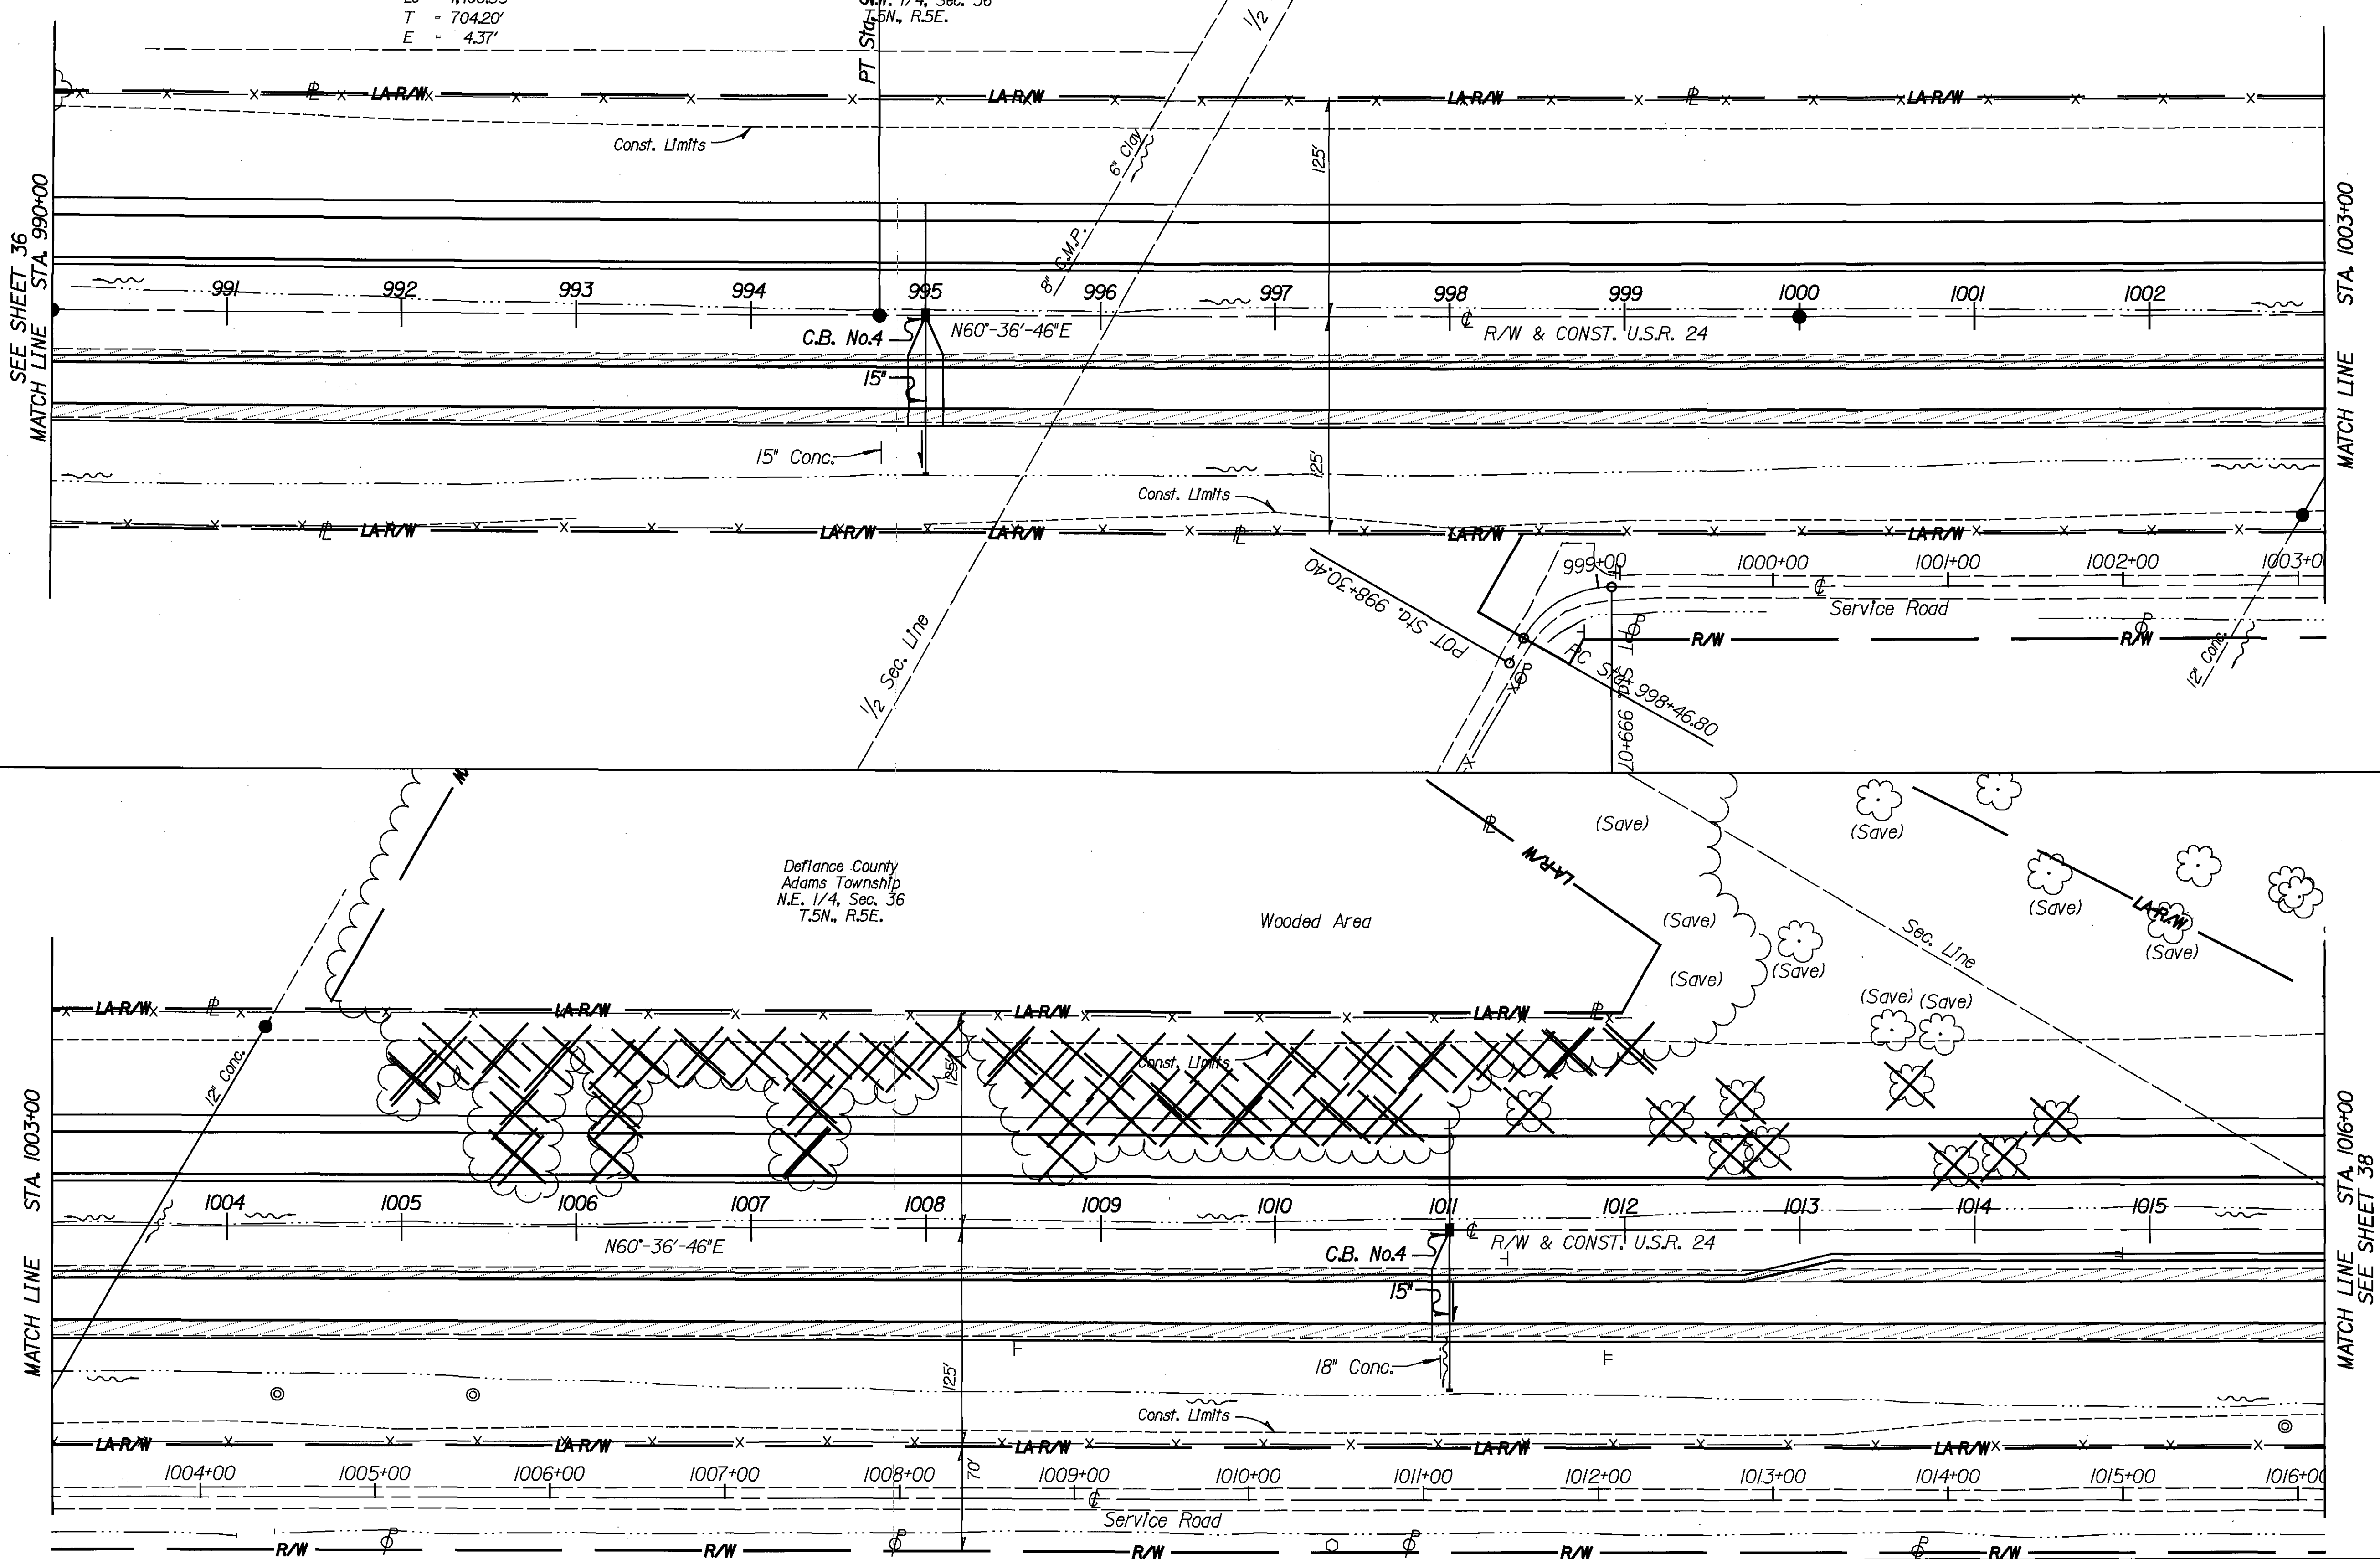 T = 704.20'
E = 4.37'
N.W. 1/4, Sec. 36
T.5N., R.5E.
PT Sta.
1/2
LA-R/W
LA-R/W
LA-R/W
LA-R/W
Const. Limits
6" Clay
125'
SEE SHEET 36
MATCH LINE STA. 990+00
MATCH LINE STA. 1003+00
8" C.M.P.
991
992
993
994
995
996
997
998
999
1000
1001
1002
C.B. No.4
N60°-36'-46"E
R/W & CONST. U.S.R. 24
15"
15" Conc.
125'
Const. Limits
LA-R/W
LA-R/W
LA-R/W
LA-R/W
LA-R/W
999+00
1000+00
1001+00
1002+00
1003+0
Service Road
POT Sta. 998+30.40
R/W
R/W
PC Sta. 998+46.80
PT Sta. 999+07
12" Conc.
1/2 Sec. Line
Defiance County
Adams Township
N.E. 1/4, Sec. 36
T.5N., R.5E.
Wooded Area
LA-R/W
(Save)
(Save)
(Save)
(Save)
(Save)
(Save)
(Save)
(Save) (Save)
LA-R/W
Sec. Line
LA-R/W
LA-R/W
LA-R/W
LA-R/W
12" Conc.
Const. Limits
125'
MATCH LINE STA. 1003+00
MATCH LINE STA. 1016+00
SEE SHEET 38
1004
1005
1006
1007
1008
1009
1010
1011
1012
1013
1014
1015
N60°-36'-46"E
C.B. No.4
R/W & CONST. U.S.R. 24
15"
18" Conc.
125'
Const. Limits
LA-R/W
LA-R/W
LA-R/W
LA-R/W
LA-R/W
70'
1004+00
1005+00
1006+00
1007+00
1008+00
1009+00
1010+00
1011+00
1012+00
1013+00
1014+00
1015+00
1016+00
Service Road
R/W
R/W
R/W
R/W
R/W